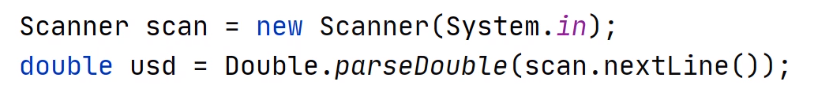 Scanner scan = new Scanner(System.in);
double usd = Double.parseDouble(scan.nextLine());